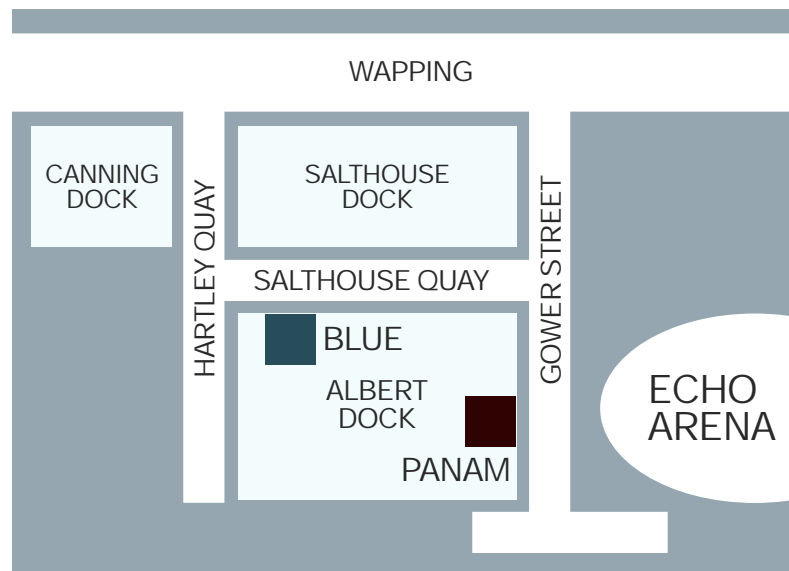 WAPPING
CANNING
DOCK
SALTHOUSE
DOCK
HARTLEY QUAY
GOWER STREET
SALTHOUSE QUAY
BLUE
ALBERT
DOCK
PANAM
ECHO
ARENA